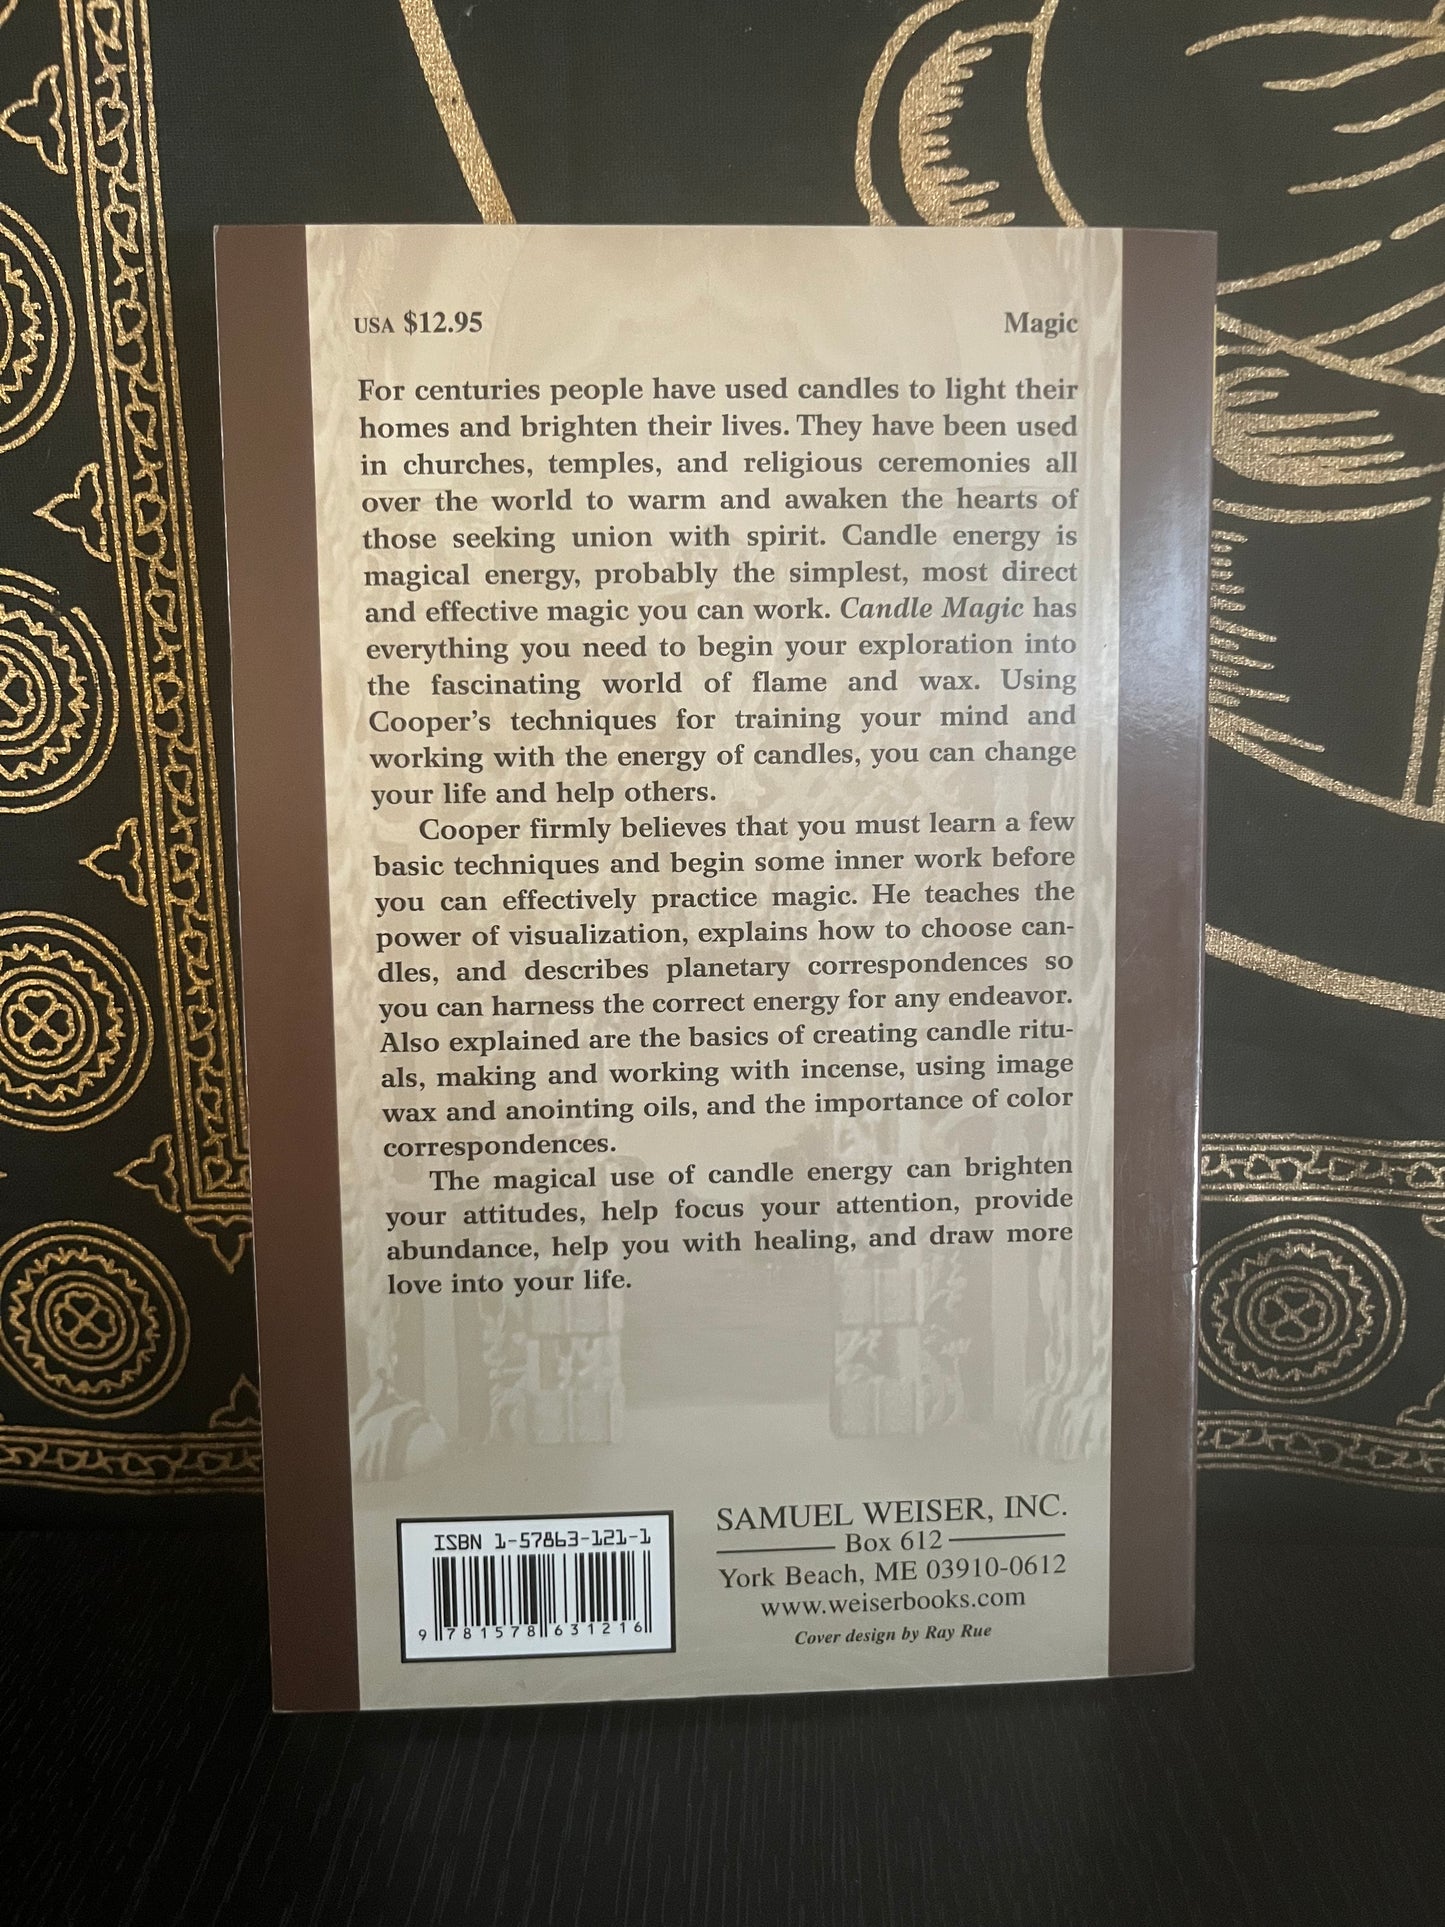 USA $12.95 Magic
For centuries people have used candles to light their
homes and brighten their lives. They have been used
in churches, temples, and religious ceremonies all
over the world to warm and awaken the hearts of
those seeking union with spirit. Candle energy is
magical energy, probably the simplest, most direct
and effective magic you can work. Candle Magic has
everything you need to begin your exploration into
the fascinating world of flame and wax. Using
Cooper's techniques for training your mind and
working with the energy of candles, you can change
your life and help others.
Cooper firmly believes that you must learn a few
basic techniques and begin some inner work before
you can effectively practice magic. He teaches the
power of visualization, explains how to choose can-
dles, and describes planetary correspondences so
you can harness the correct energy for any endeavor.
Also explained are the basics of creating candle ritu-
als, making and working with incense, using image
wax and anointing oils, and the importance of color
correspondences.
The magical use of candle energy can brighten
your attitudes, help focus your attention, provide
abundance, help you with healing, and draw more
love into your life.
ISBN 1-57863-121-1
9 781578 631216
SAMUEL WEISER, INC.
Box 612
York Beach, ME 03910-0612
www.weiserbooks.com
Cover design by Ray Rue